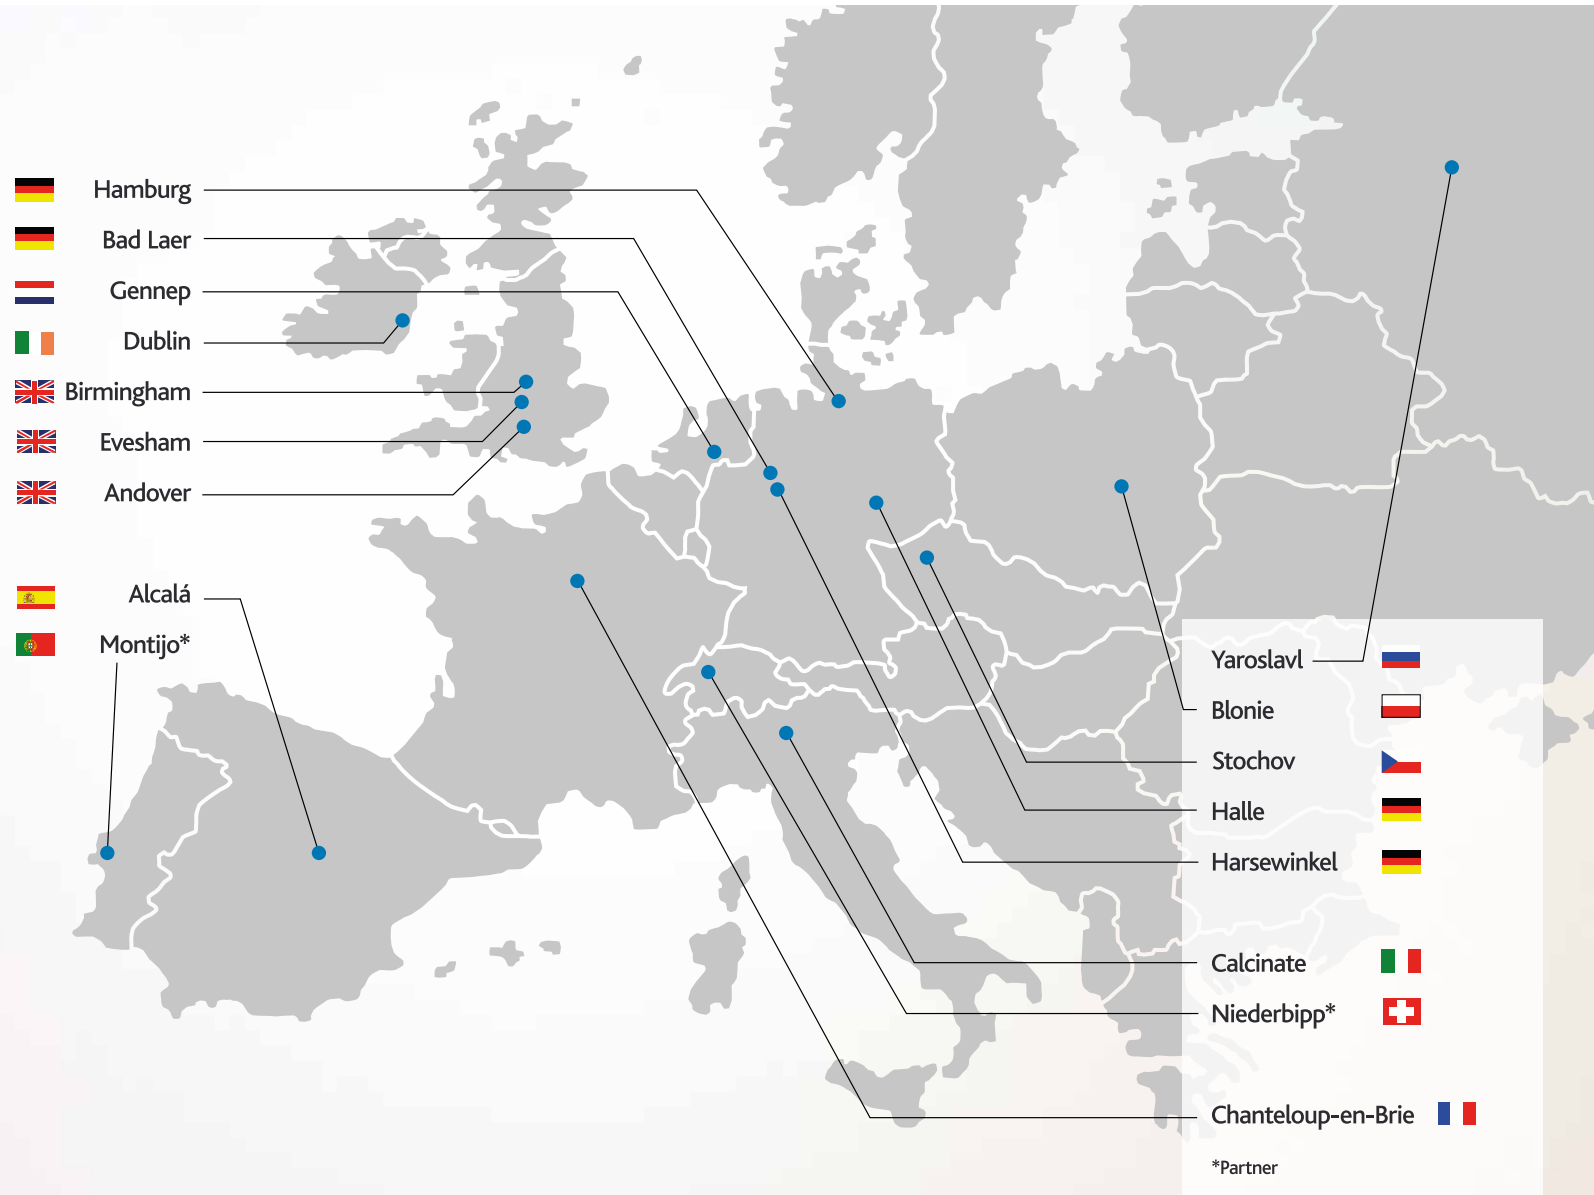 Hamburg
Bad Laer
Gennep
Dublin
Birmingham
Evesham
Andover
Alcalá
Montijo*
Yaroslavl
Blonie
Stochov
Halle
Harsewinkel
Calcinate
Niederbipp*
Chanteloup-en-Brie
*Partner